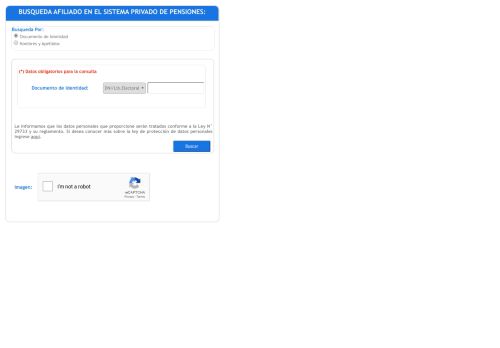 BUSQUEDA AFILIADO EN EL SISTEMA PRIVADO DE PENSIONES:
Busqueda Por:
Documento de Identidad
Nombres y Apellidos
(*) Datos obligatorios para la consulta
Documento de Identidad:
DNI/Lib.Electoral
Le informamos que los datos personales que proporcione serán tratados conforme a la Ley N°
29733 y su reglamento. Si desea conocer más sobre la ley de protección de datos personales
ingrese aquí.
Buscar
Imagen:
I'm not a robot
reCAPTCHA
Privacy - Terms